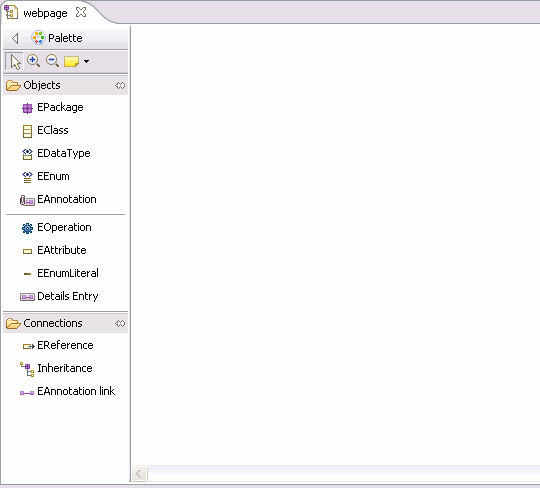 webpage
Palette
Objects
EPackage
EClass
EDataType
EEnum
EAnnotation
EOperation
EAttribute
EEnumLiteral
Details Entry
Connections
EReference
Inheritance
EAnnotation link